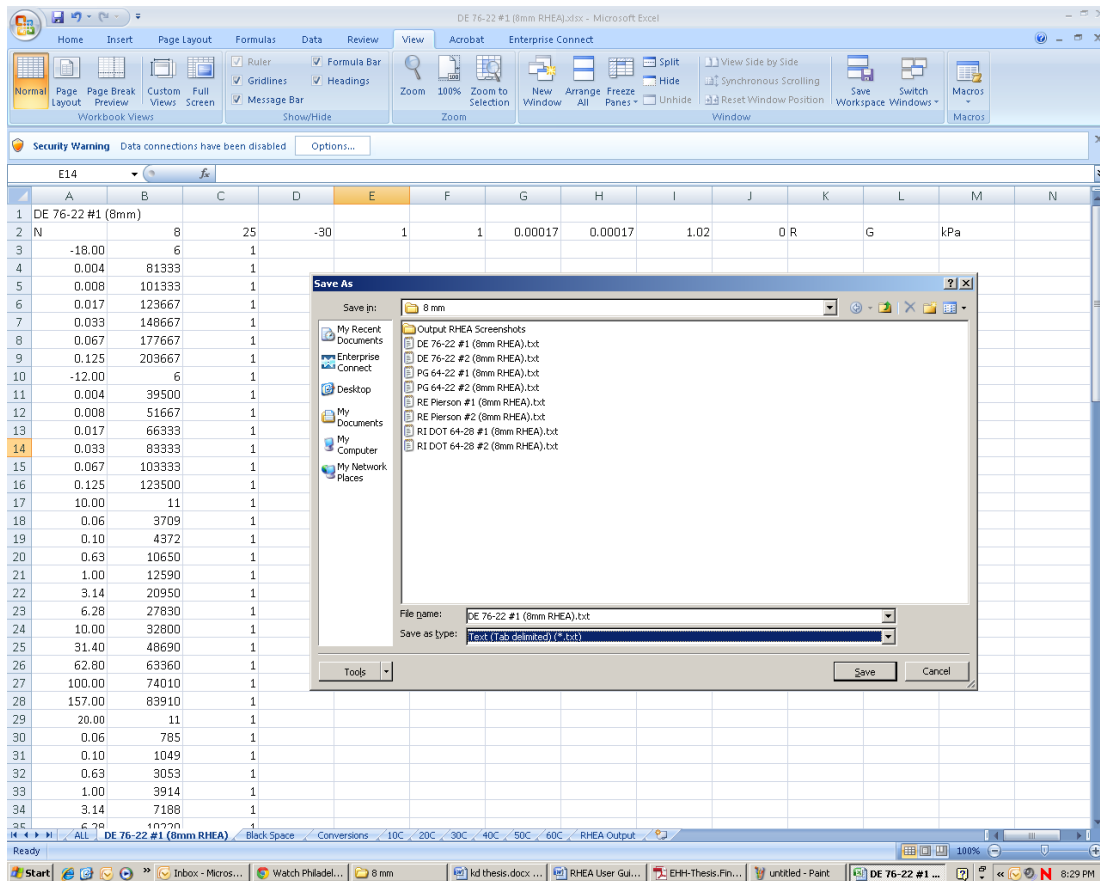 DE 76-22 #1 (8mm RHEA).xlsx - Microsoft Excel
Home Insert Page Layout Formulas Data Review View Acrobat Enterprise Connect
Normal Page Layout Page Break Preview Custom Views Full Screen
Workbook Views
Ruler Formula Bar
Gridlines Headings
Message Bar
Show/Hide
Zoom 100% Zoom to Selection
Zoom
New Window Arrange All Freeze Panes
Split View Side by Side
Hide Synchronous Scrolling
Unhide Reset Window Position
Save Workspace Switch Windows
Window
Macros
Macros
Security Warning Data connections have been disabled Options...
E14 fx
A B C D E F G H I J K L M N
1 DE 76-22 #1 (8mm)
2 N 8 25 -30 1 1 0.00017 0.00017 1.02 0 R G kPa
3 -18.00 6 1
4 0.004 81333 1
5 0.008 101333 1
6 0.017 123667 1
7 0.033 148667 1
8 0.067 177667 1
9 0.125 203667 1
10 -12.00 6 1
11 0.004 39500 1
12 0.008 51667 1
13 0.017 66333 1
14 0.033 83333 1
15 0.067 103333 1
16 0.125 123500 1
17 10.00 11 1
18 0.06 3709 1
19 0.10 4372 1
20 0.63 10650 1
21 1.00 12590 1
22 3.14 20950 1
23 6.28 27830 1
24 10.00 32800 1
25 31.40 48690 1
26 62.80 63360 1
27 100.00 74010 1
28 157.00 83910 1
29 20.00 11 1
30 0.06 785 1
31 0.10 1049 1
32 0.63 3053 1
33 1.00 3914 1
34 3.14 7188 1
35 6.28 10220 1
Save As
Save in: 8 mm
My Recent Documents
Enterprise Connect
Desktop
My Documents
My Computer
My Network Places
Output RHEA Screenshots
DE 76-22 #1 (8mm RHEA).txt
DE 76-22 #2 (8mm RHEA).txt
PG 64-22 #1 (8mm RHEA).txt
PG 64-22 #2 (8mm RHEA).txt
RE Pierson #1 (8mm RHEA).txt
RE Pierson #2 (8mm RHEA).txt
RI DOT 64-28 #1 (8mm RHEA).txt
RI DOT 64-28 #2 (8mm RHEA).txt
File name: DE 76-22 #1 (8mm RHEA).txt
Save as type: Text (Tab delimited) (*.txt)
Tools Save Cancel
ALL DE 76-22 #1 (8mm RHEA) Black Space Conversions 10C 20C 30C 40C 50C 60C RHEA Output
Ready 100%
Start Inbox - Micros... Watch Philadel... 8 mm kd thesis.docx ... RHEA User Gui... EHH-Thesis.Fin... untitled - Paint DE 76-22 #1 ... 8:29 PM